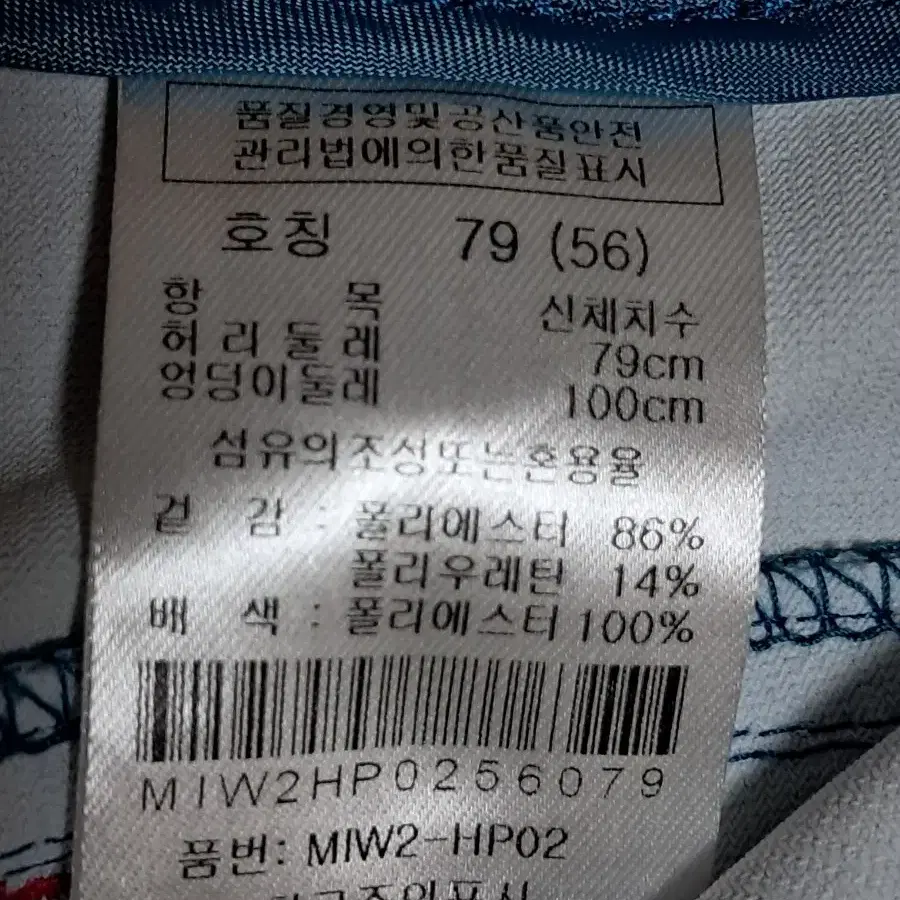 품질경영및공산품안전
관리법에의한품질표시
호칭 79 (56)
항 목 신체치수
허리둘레 79cm
엉덩이둘레 100cm
섬유의조성또는혼용율
겉 감 : 폴리에스터 86%
폴리우레탄 14%
배 색 : 폴리에스터 100%
MIW2HP0256079
품번: MIW2-HP02